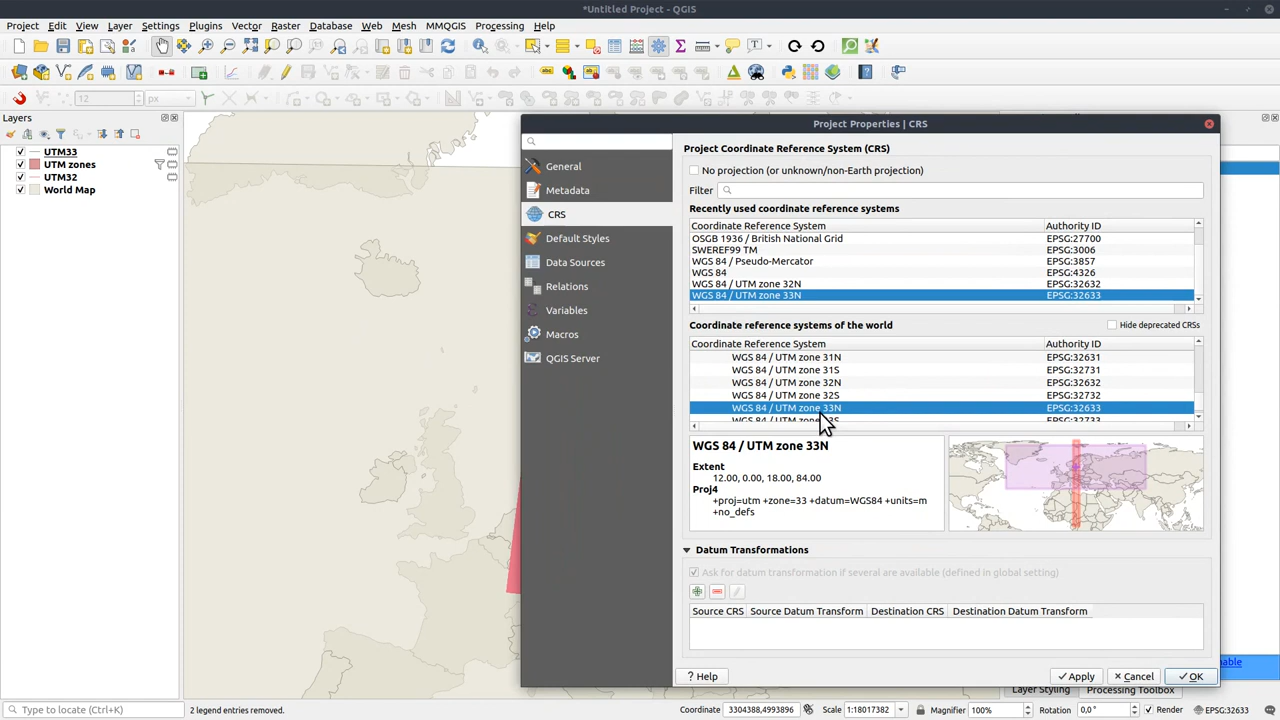 *Untitled Project - QGIS
Project Edit View Layer Settings Plugins Vector Raster Database Web Mesh MMQGIS Processing Help
12 px
Layers
UTM33
UTM zones
UTM32
World Map
Project Properties | CRS
General
Metadata
CRS
Default Styles
Data Sources
Relations
Variables
Macros
QGIS Server
Project Coordinate Reference System (CRS)
No projection (or unknown/non-Earth projection)
Filter
Recently used coordinate reference systems
Coordinate Reference System Authority ID
OSGB 1936 / British National Grid EPSG:27700
SWEREF99 TM EPSG:3006
WGS 84 / Pseudo-Mercator EPSG:3857
WGS 84 EPSG:4326
WGS 84 / UTM zone 32N EPSG:32632
WGS 84 / UTM zone 33N EPSG:32633
Coordinate reference systems of the world Hide deprecated CRSs
Coordinate Reference System Authority ID
WGS 84 / UTM zone 31N EPSG:32631
WGS 84 / UTM zone 31S EPSG:32731
WGS 84 / UTM zone 32N EPSG:32632
WGS 84 / UTM zone 32S EPSG:32732
WGS 84 / UTM zone 33N EPSG:32633
WGS 84 / UTM zone 33S EPSG:32733
WGS 84 / UTM zone 33N
Extent
12.00, 0.00, 18.00, 84.00
Proj4
+proj=utm +zone=33 +datum=WGS84 +units=m
+no_defs
Datum Transformations
Ask for datum transformation if several are available (defined in global setting)
Source CRS Source Datum Transform Destination CRS Destination Datum Transform
? Help Apply Cancel OK
Layer Styling Processing Toolbox
Type to locate (Ctrl+K) 2 legend entries removed. Coordinate 3304388,4993896 Scale 1:18017382 Magnifier 100% Rotation 0,0° Render EPSG:32633